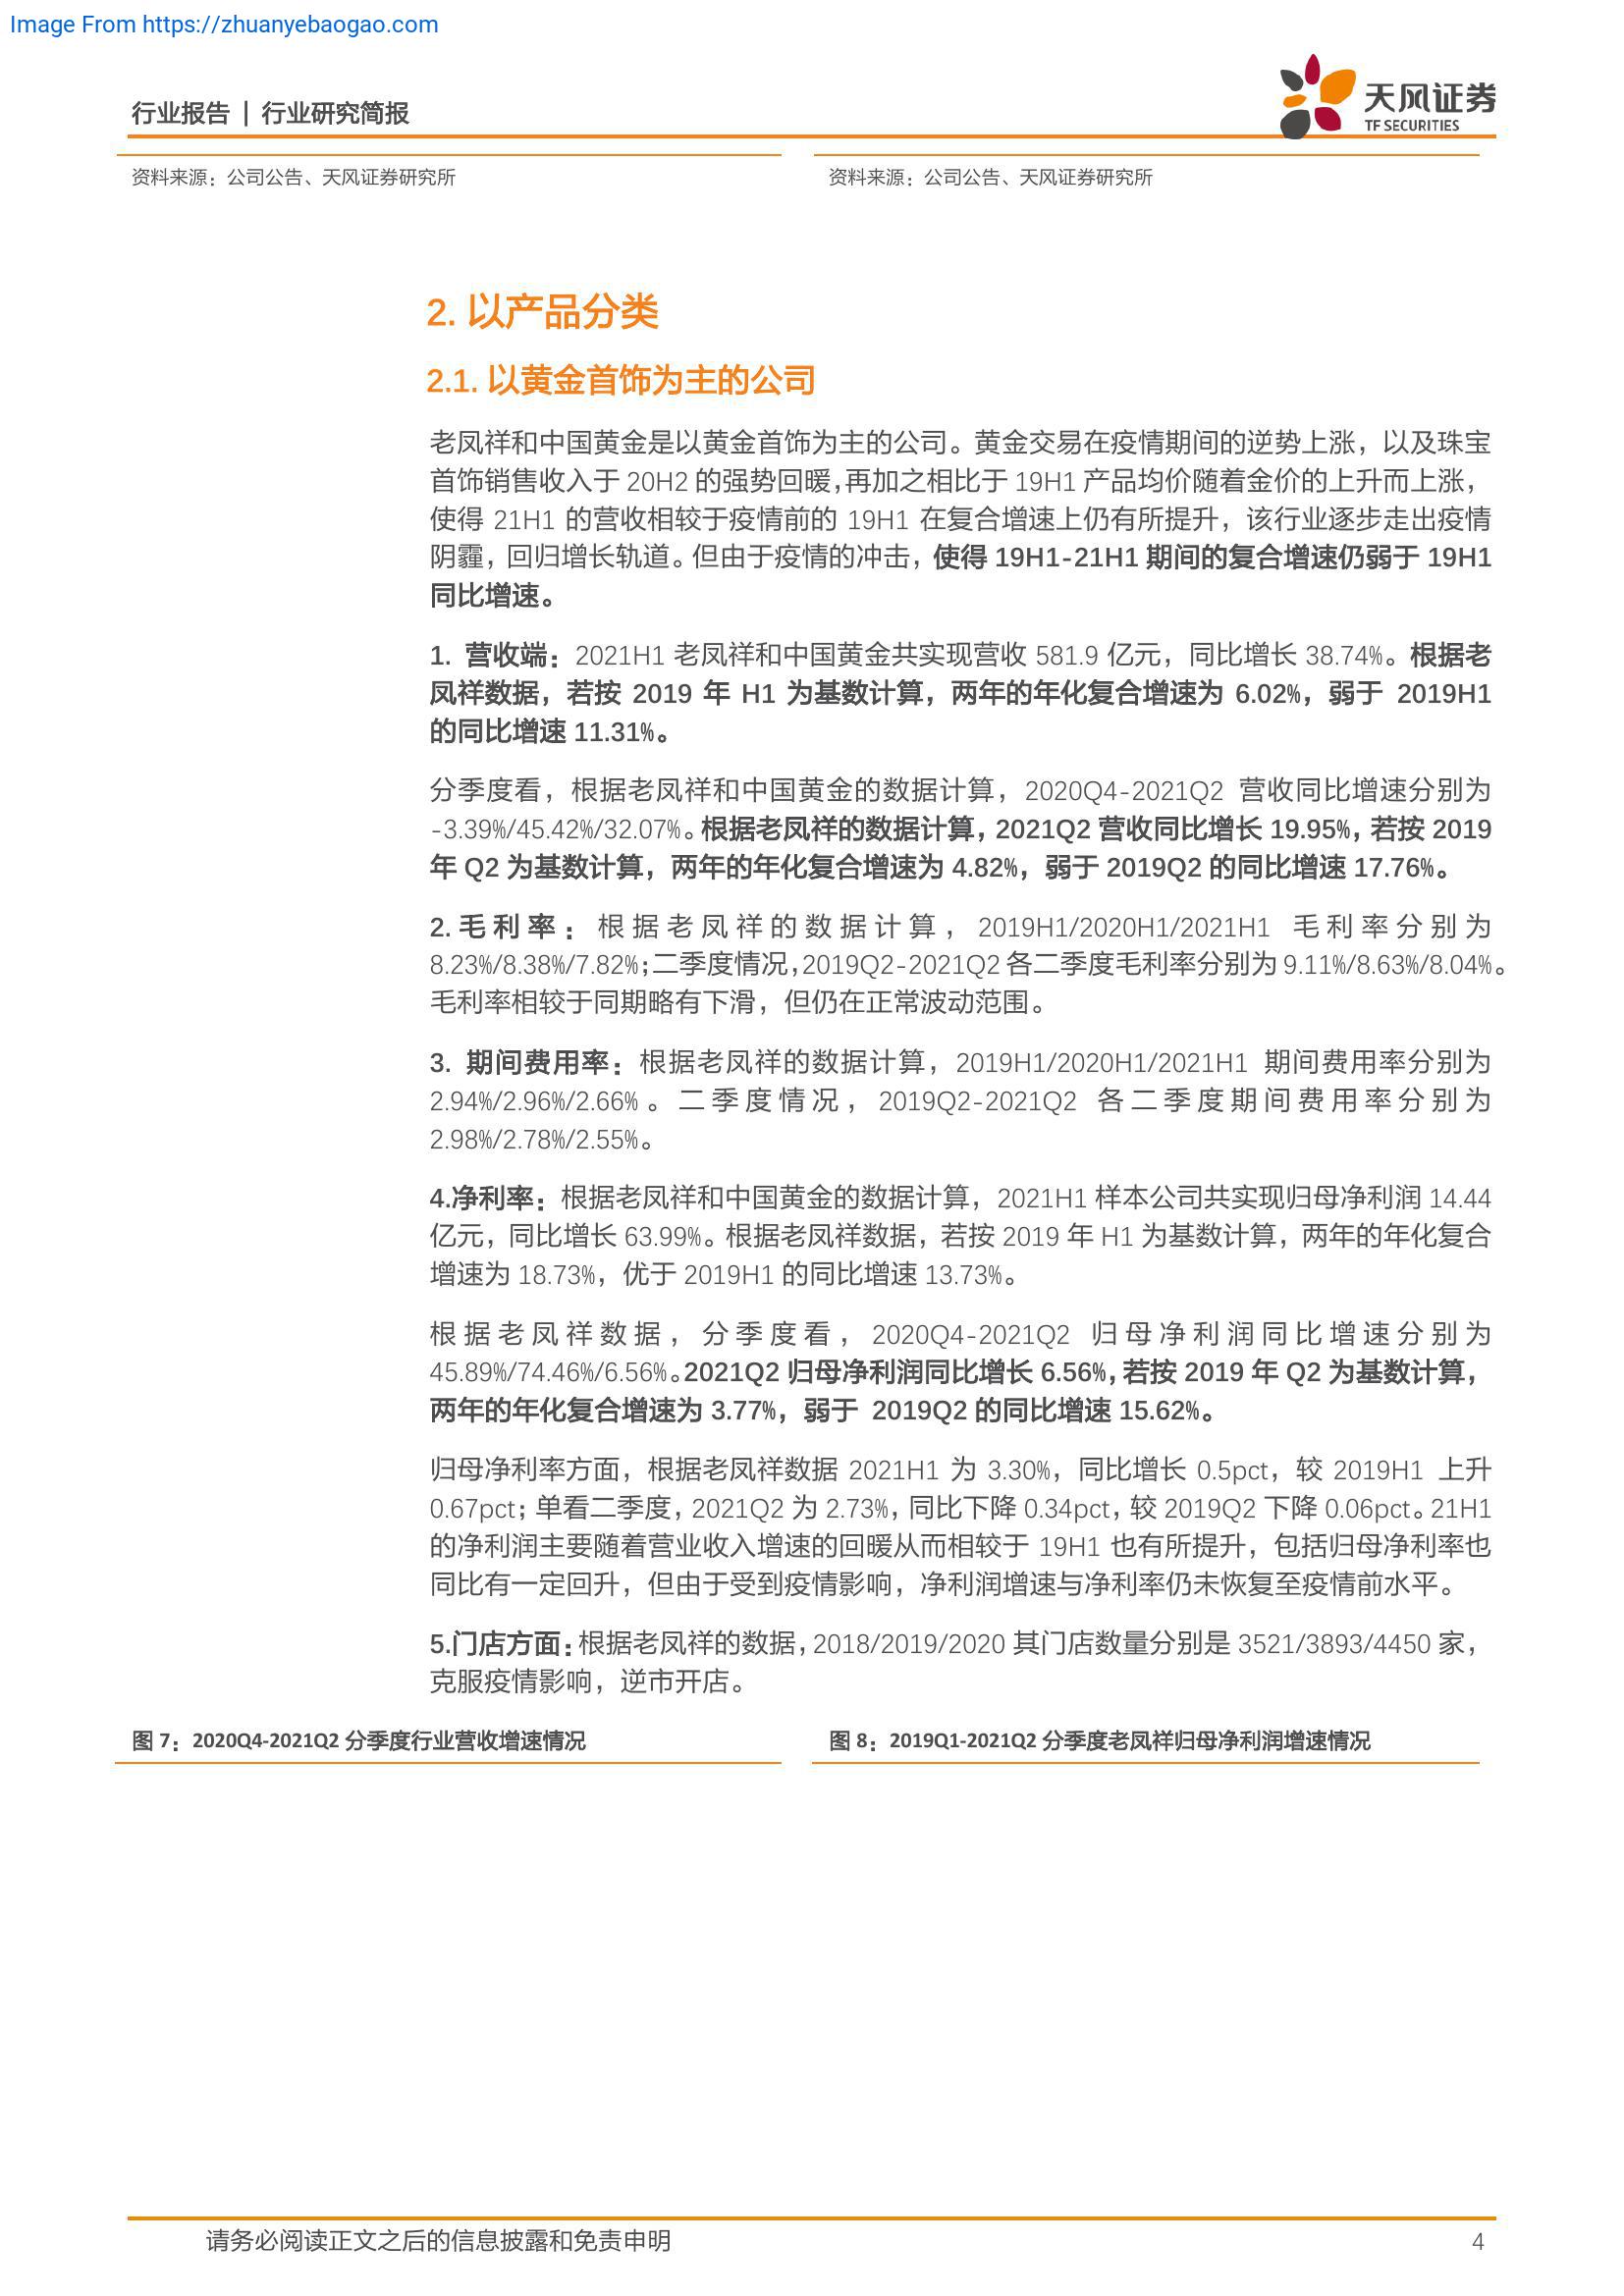 Image From https://zhuanyebaogao.com
行业报告 | 行业研究简报
天风证券
TF SECURITIES
资料来源：公司公告、天风证券研究所
资料来源：公司公告、天风证券研究所
2. 以产品分类
2.1. 以黄金首饰为主的公司
老凤祥和中国黄金是以黄金首饰为主的公司。黄金交易在疫情期间的逆势上涨，以及珠宝
首饰销售收入于 20H2 的强势回暖，再加之相比于 19H1 产品均价随着金价的上升而上涨，
使得 21H1 的营收相较于疫情前的 19H1 在复合增速上仍有所提升，该行业逐步走出疫情
阴霾，回归增长轨道。但由于疫情的冲击，使得 19H1-21H1 期间的复合增速仍弱于 19H1
同比增速。
1. 营收端：2021H1 老凤祥和中国黄金共实现营收 581.9 亿元，同比增长 38.74%。根据老
凤祥数据，若按 2019 年 H1 为基数计算，两年的年化复合增速为 6.02%，弱于 2019H1
的同比增速 11.31%。
分季度看，根据老凤祥和中国黄金的数据计算，2020Q4-2021Q2 营收同比增速分别为
-3.39%/45.42%/32.07%。根据老凤祥的数据计算，2021Q2 营收同比增长 19.95%，若按 2019
年 Q2 为基数计算，两年的年化复合增速为 4.82%，弱于 2019Q2 的同比增速 17.76%。
2. 毛利率：根据老凤祥的数据计算，2019H1/2020H1/2021H1 毛利率分别为
8.23%/8.38%/7.82%；二季度情况，2019Q2-2021Q2 各二季度毛利率分别为 9.11%/8.63%/8.04%。
毛利率相较于同期略有下滑，但仍在正常波动范围。
3. 期间费用率：根据老凤祥的数据计算，2019H1/2020H1/2021H1 期间费用率分别为
2.94%/2.96%/2.66%。二季度情况，2019Q2-2021Q2 各二季度期间费用率分别为
2.98%/2.78%/2.55%。
4.净利率：根据老凤祥和中国黄金的数据计算，2021H1 样本公司共实现归母净利润 14.44
亿元，同比增长 63.99%。根据老凤祥数据，若按 2019 年 H1 为基数计算，两年的年化复合
增速为 18.73%，优于 2019H1 的同比增速 13.73%。
根据老凤祥数据，分季度看，2020Q4-2021Q2 归母净利润同比增速分别为
45.89%/74.46%/6.56%。2021Q2 归母净利润同比增长 6.56%，若按 2019 年 Q2 为基数计算，
两年的年化复合增速为 3.77%，弱于 2019Q2 的同比增速 15.62%。
归母净利率方面，根据老凤祥数据 2021H1 为 3.30%，同比增长 0.5pct，较 2019H1 上升
0.67pct；单看二季度，2021Q2 为 2.73%，同比下降 0.34pct，较 2019Q2 下降 0.06pct。21H1
的净利润主要随着营业收入增速的回暖从而相较于 19H1 也有所提升，包括归母净利率也
同比有一定回升，但由于受到疫情影响，净利润增速与净利率仍未恢复至疫情前水平。
5.门店方面：根据老凤祥的数据，2018/2019/2020 其门店数量分别是 3521/3893/4450 家，
克服疫情影响，逆市开店。
图 7：2020Q4-2021Q2 分季度行业营收增速情况
图 8：2019Q1-2021Q2 分季度老凤祥归母净利润增速情况
请务必阅读正文之后的信息披露和免责申明
4